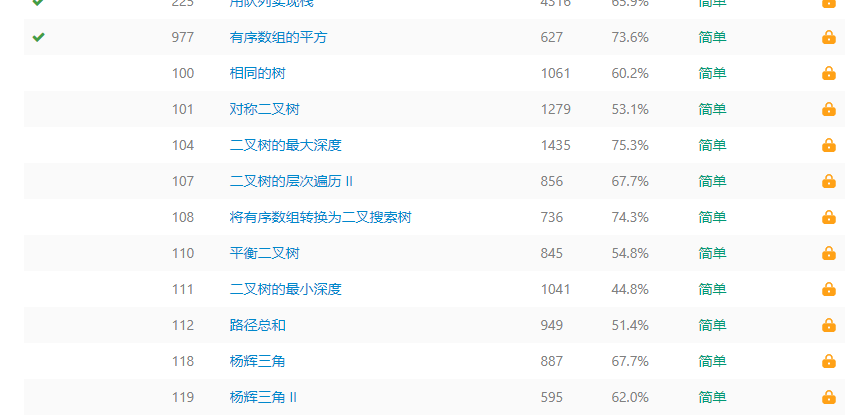 225 用队列实现栈 4316 65.9% 简单
977 有序数组的平方 627 73.6% 简单
100 相同的树 1061 60.2% 简单
101 对称二叉树 1279 53.1% 简单
104 二叉树的最大深度 1435 75.3% 简单
107 二叉树的层次遍历 II 856 67.7% 简单
108 将有序数组转换为二叉搜索树 736 74.3% 简单
110 平衡二叉树 845 54.8% 简单
111 二叉树的最小深度 1041 44.8% 简单
112 路径总和 949 51.4% 简单
118 杨辉三角 887 67.7% 简单
119 杨辉三角 II 595 62.0% 简单